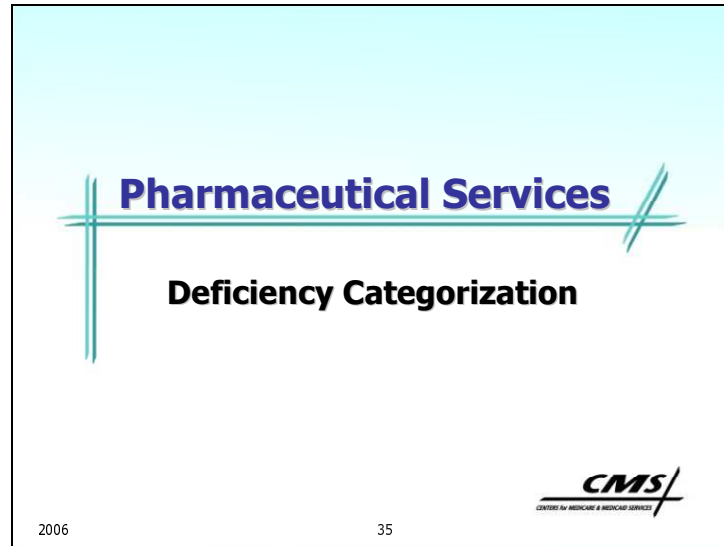 Pharmaceutical Services
Deficiency Categorization
CMS
CENTERS for MEDICARE & MEDICAID SERVICES
2006
35